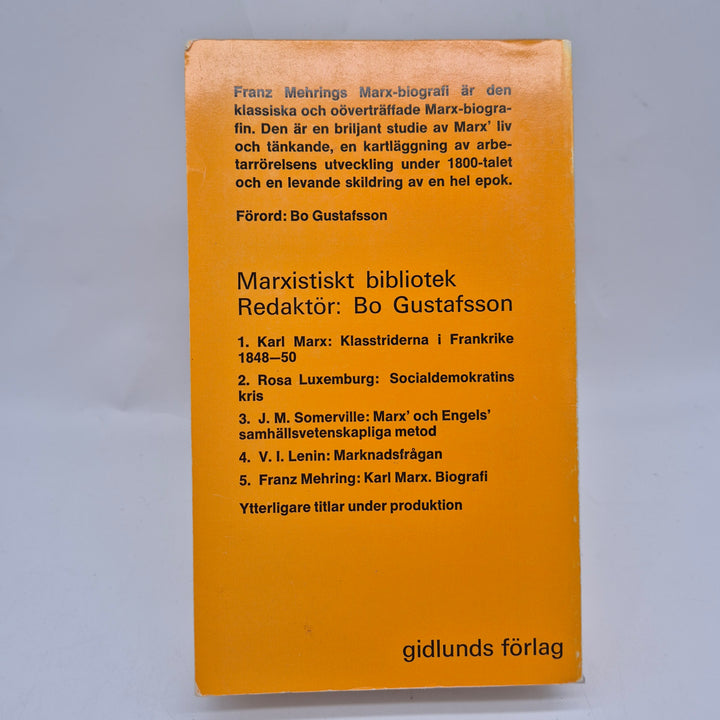 Franz Mehrings Marx-biografi är den
klassiska och oöverträffade Marx-biogra-
fin. Den är en briljant studie av Marx' liv
och tänkande, en kartläggning av arbe-
tarrörelsens utveckling under 1800-talet
och en levande skildring av en hel epok.
Förord: Bo Gustafsson
Marxistiskt bibliotek
Redaktör: Bo Gustafsson
1. Karl Marx: Klasstriderna i Frankrike
1848—50
2. Rosa Luxemburg: Socialdemokratins
kris
3. J. M. Somerville: Marx' och Engels'
samhällsvetenskapliga metod
4. V. I. Lenin: Marknadsfrågan
5. Franz Mehring: Karl Marx. Biografi
Ytterligare titlar under produktion
gidlunds förlag